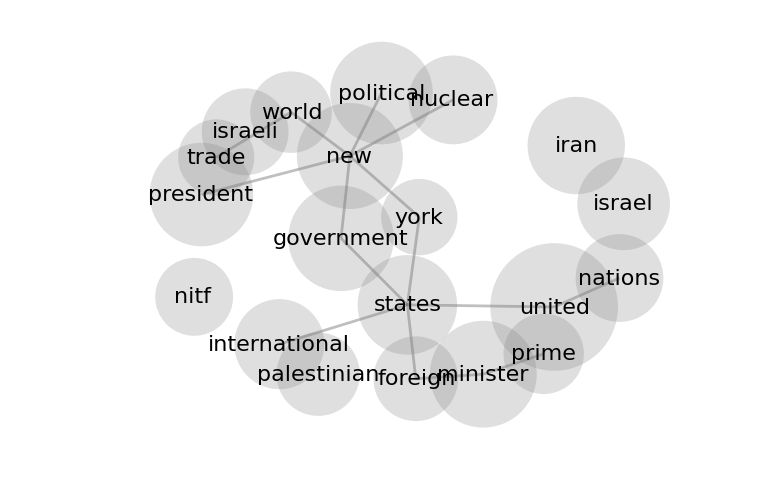 political
nuclear
world
israeli
new
trade
iran
president
israel
york
government
nations
nitf
states
united
international
prime
palestinian
foreign
minister